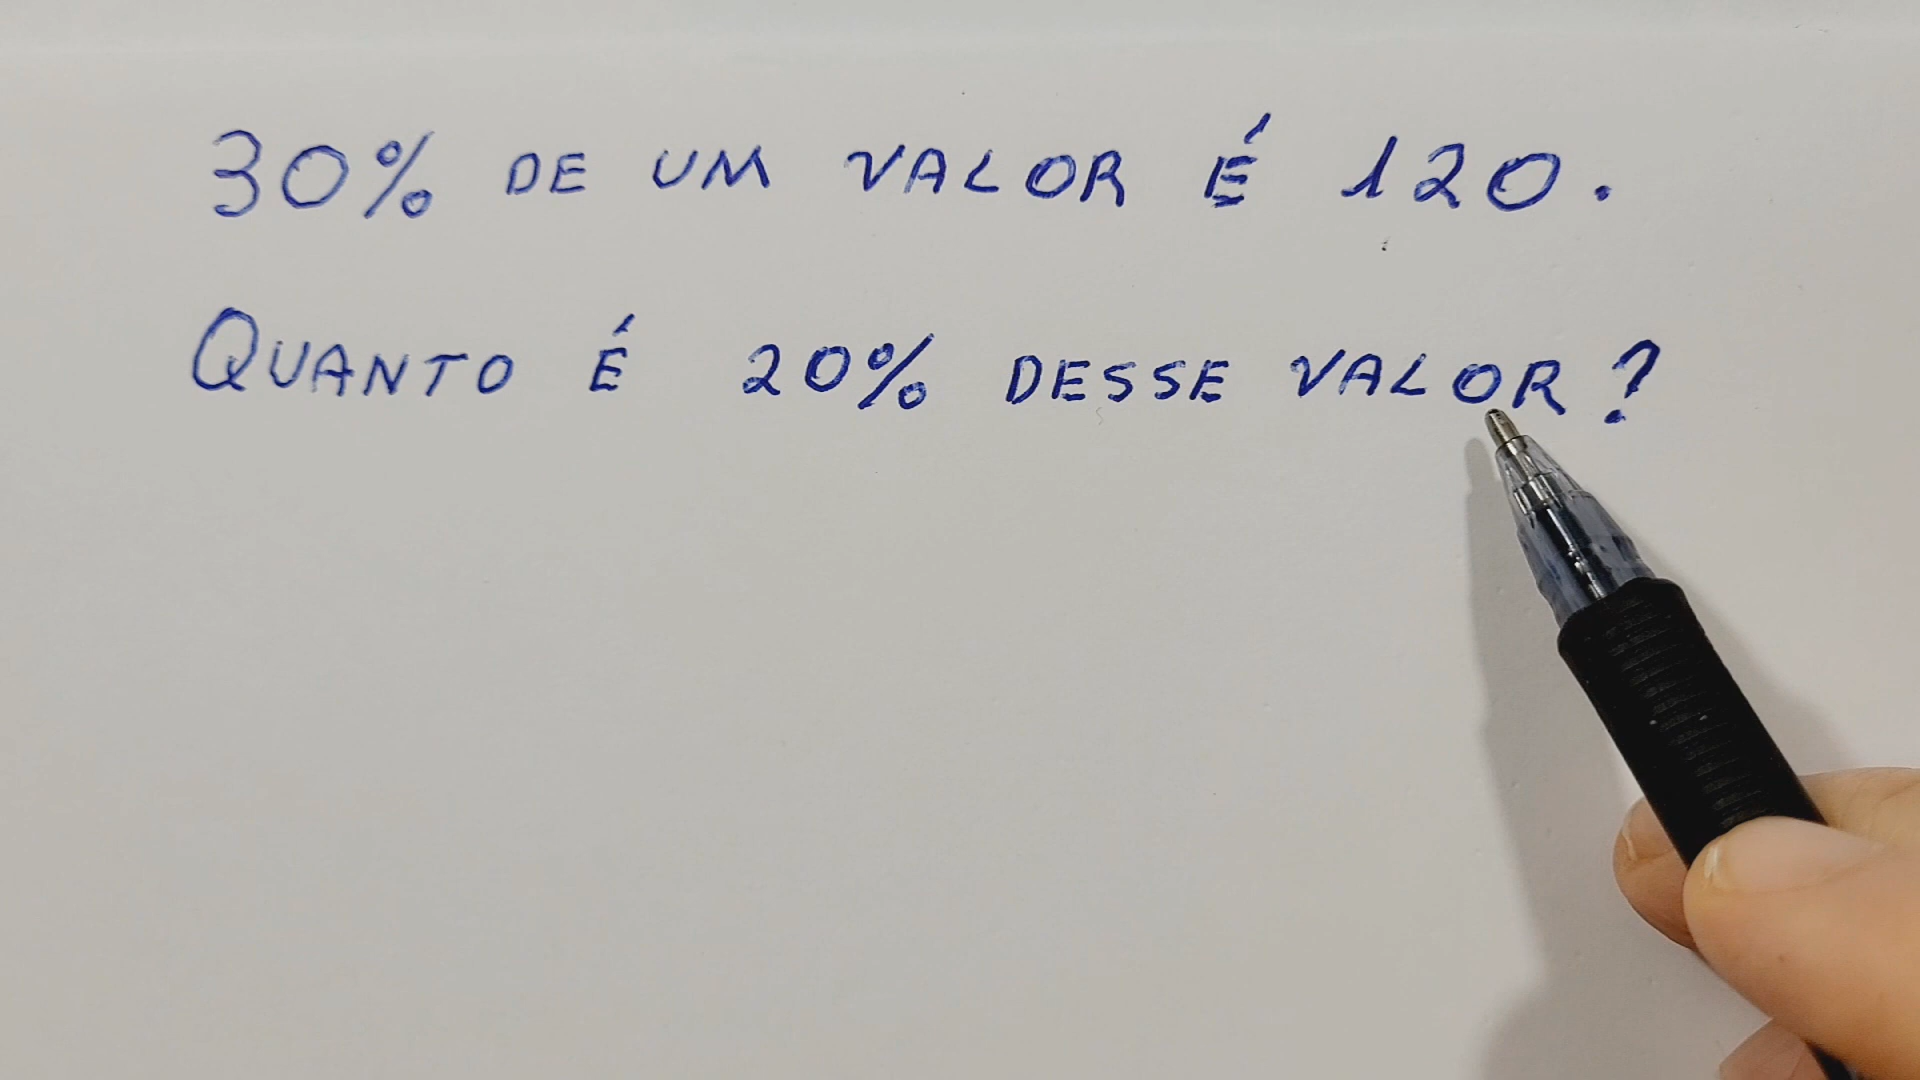 30% DE UM VALOR É 120.
QUANTO É 20% DESSE VALOR?